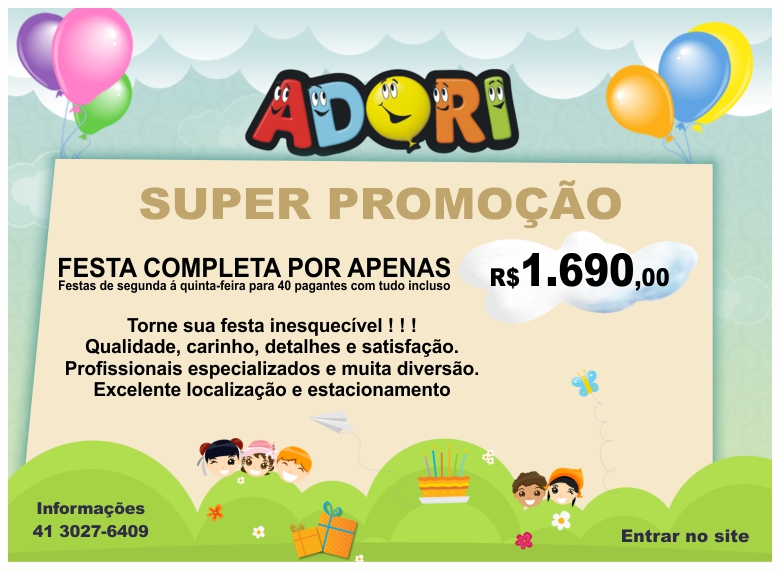 ADORI
SUPER PROMOÇÃO
FESTA COMPLETA POR APENAS
Festas de segunda á quinta-feira para 40 pagantes com tudo incluso
R$1.690,00
Torne sua festa inesquecível ! ! !
Qualidade, carinho, detalhes e satisfação.
Profissionais especializados e muita diversão.
Excelente localização e estacionamento
Informações
41 3027-6409
Entrar no site